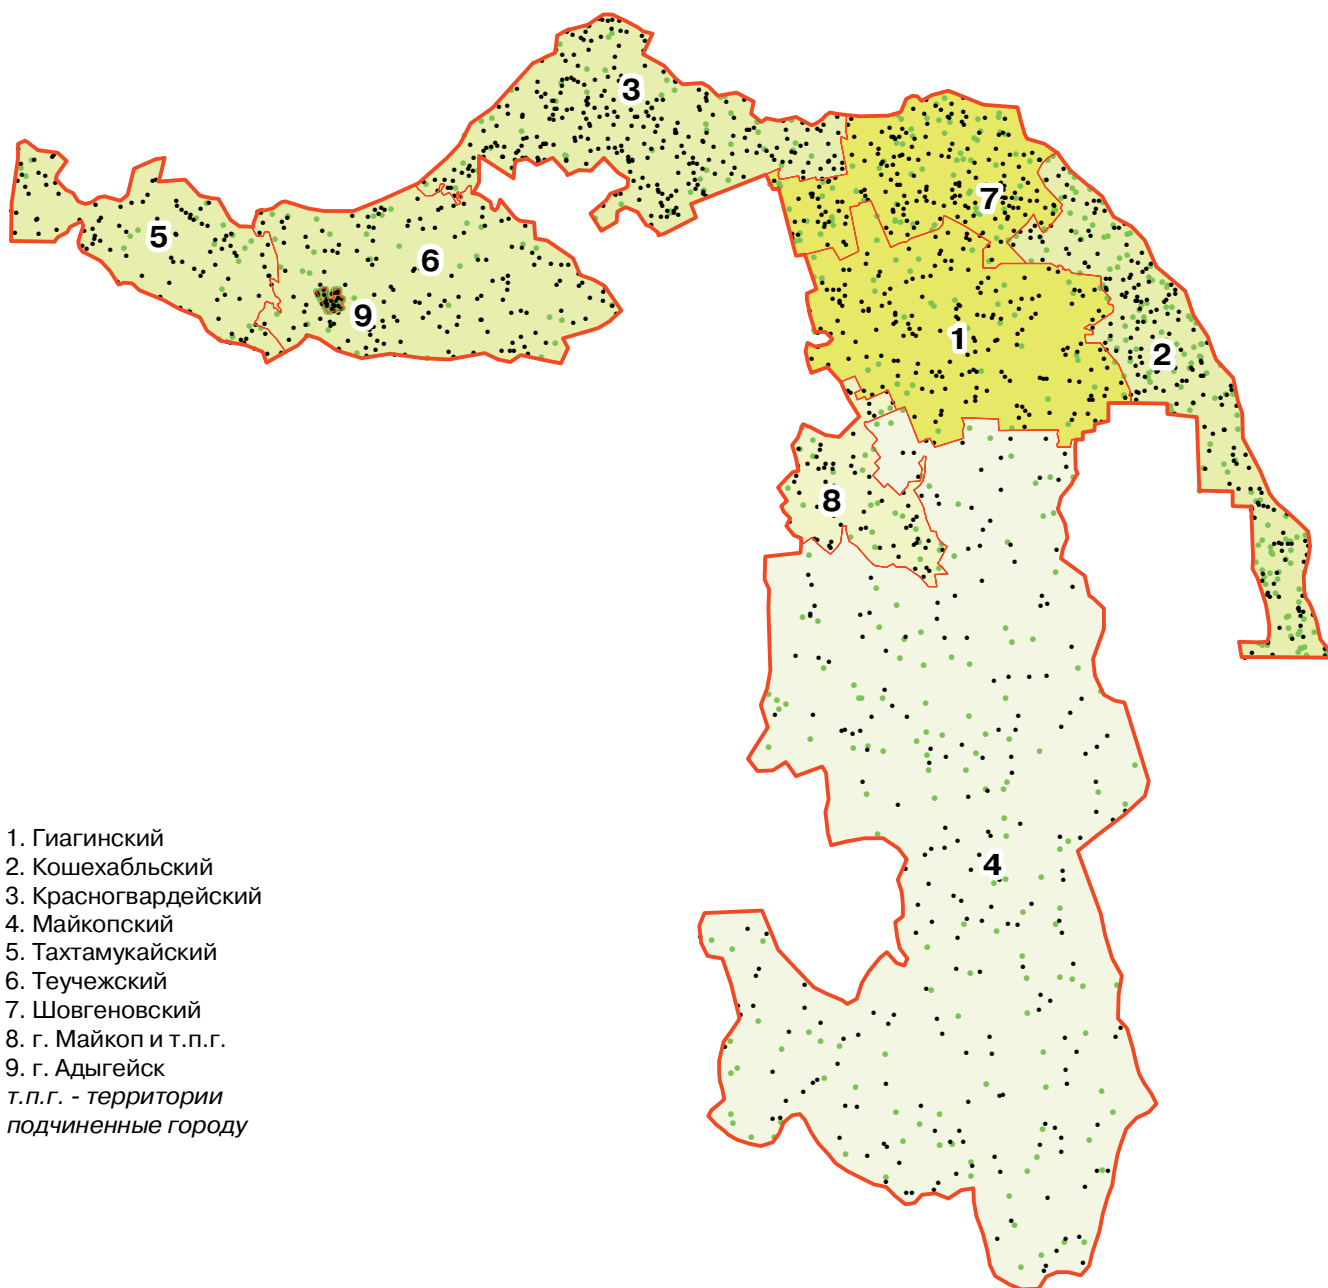 3
7
5
6
9
1
2
8
4
1. Гиагинский
2. Кошехабльский
3. Красногвардейский
4. Майкопский
5. Тахтамукайский
6. Теучежский
7. Шовгеновский
8. г. Майкоп и т.п.г.
9. г. Адыгейск
т.п.г. - территории
подчиненные городу